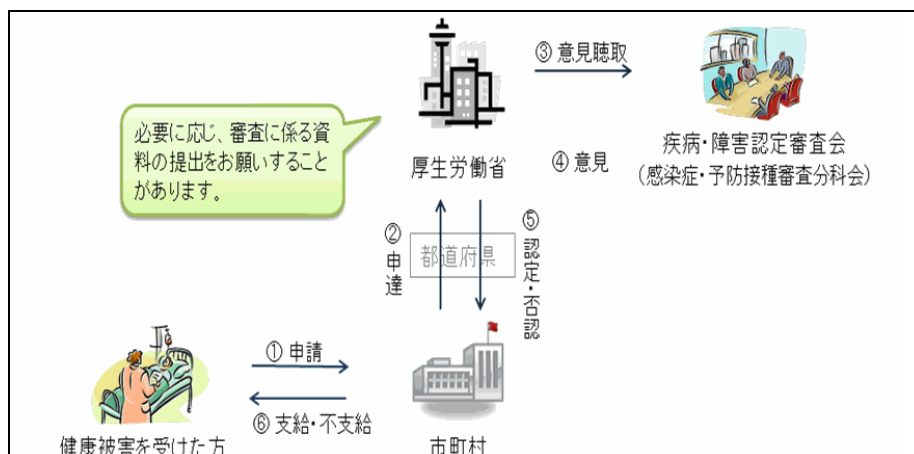 ③ 意見聴取
必要に応じ、審査に係る資
料の提出をお願いすること
があります。
厚生労働省
④ 意見
疾病・障害認定審査会
(感染症・予防接種審査分科会)
②申達
都道府県
⑤認定・不認
① 申請
⑥ 支給・不支給
健康被害を受けた方
市町村